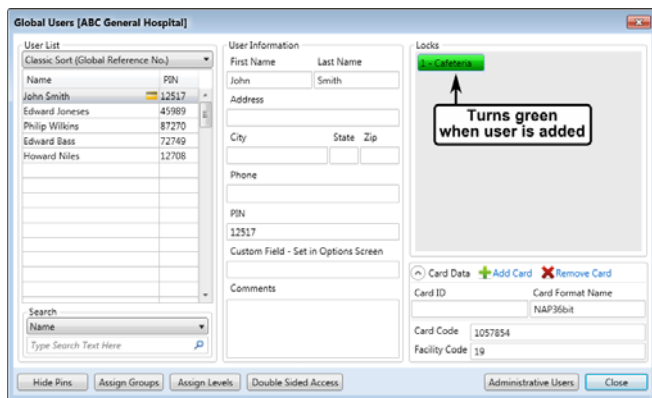 Global Users [ABC General Hospital]
User List
Classic Sort (Global Reference No.)
Name PIN
John Smith 12517
Edward Joneses 45989
Philip Wilkins 87270
Edward Bass 72749
Howard Niles 12708
Search
Name
Type Search Text Here
User Information
First Name Last Name
John Smith
Address
City State Zip
Phone
PIN
12517
Custom Field - Set in Options Screen
Comments
Locks
1 - Cafeteria
Turns green
when user is added
Card Data Add Card Remove Card
Card ID Card Format Name
NAP36bit
Card Code 1057854
Facility Code 19
Hide Pins Assign Groups Assign Levels Double Sided Access Administrative Users Close